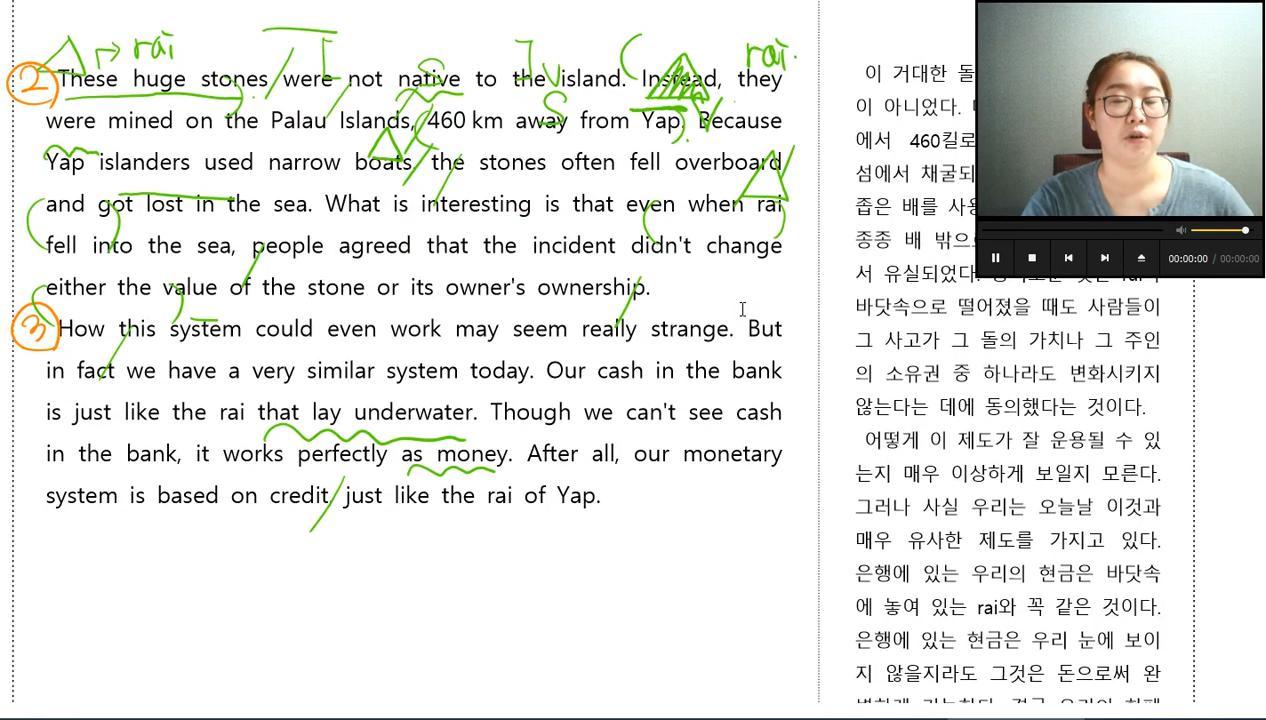 rai
I
S
I v
S
(
rai.
② These huge stones were not native to the island. Instead, they
were mined on the Palau Islands, 460 km away from Yap. Because
Yap islanders used narrow boats, the stones often fell overboard
and got lost in the sea. What is interesting is that even when rai
fell into the sea, people agreed that the incident didn't change
either the value of the stone or its owner's ownership.
③ How this system could even work may seem really strange. But
in fact we have a very similar system today. Our cash in the bank
is just like the rai that lay underwater. Though we can't see cash
in the bank, it works perfectly as money. After all, our monetary
system is based on credit, just like the rai of Yap.
이 거대한 돌
이 아니었다.
에서 460킬로
섬에서 채굴되
좁은 배를 사용
종종 배 밖으
서 유실되었다.
바닷속으로 떨어졌을 때도 사람들이
그 사고가 그 돌의 가치나 그 주인
의 소유권 중 하나라도 변화시키지
않는다는 데에 동의했다는 것이다.
어떻게 이 제도가 잘 운용될 수 있
는지 매우 이상하게 보일지 모른다.
그러나 사실 우리는 오늘날 이것과
매우 유사한 제도를 가지고 있다.
은행에 있는 우리의 현금은 바닷속
에 놓여 있는 rai와 꼭 같은 것이다.
은행에 있는 현금은 우리 눈에 보이
지 않을지라도 그것은 돈으로써 완
00:00:00 / 00:00:00